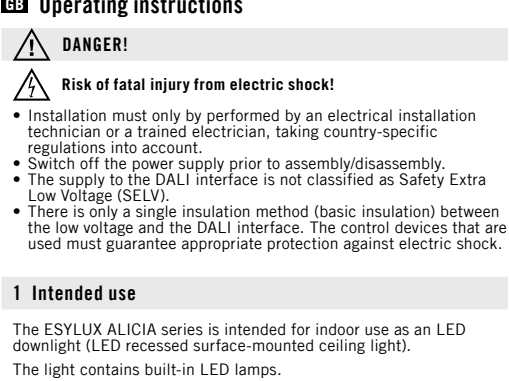 GB Operating instructions
DANGER!
Risk of fatal injury from electric shock!
• Installation must only by performed by an electrical installation
technician or a trained electrician, taking country-specific
regulations into account.
• Switch off the power supply prior to assembly/disassembly.
• The supply to the DALI interface is not classified as Safety Extra
Low Voltage (SELV).
• There is only a single insulation method (basic insulation) between
the low voltage and the DALI interface. The control devices that are
used must guarantee appropriate protection against electric shock.
1 Intended use
The ESYLUX ALICIA series is intended for indoor use as an LED
downlight (LED recessed surface-mounted ceiling light).
The light contains built-in LED lamps.